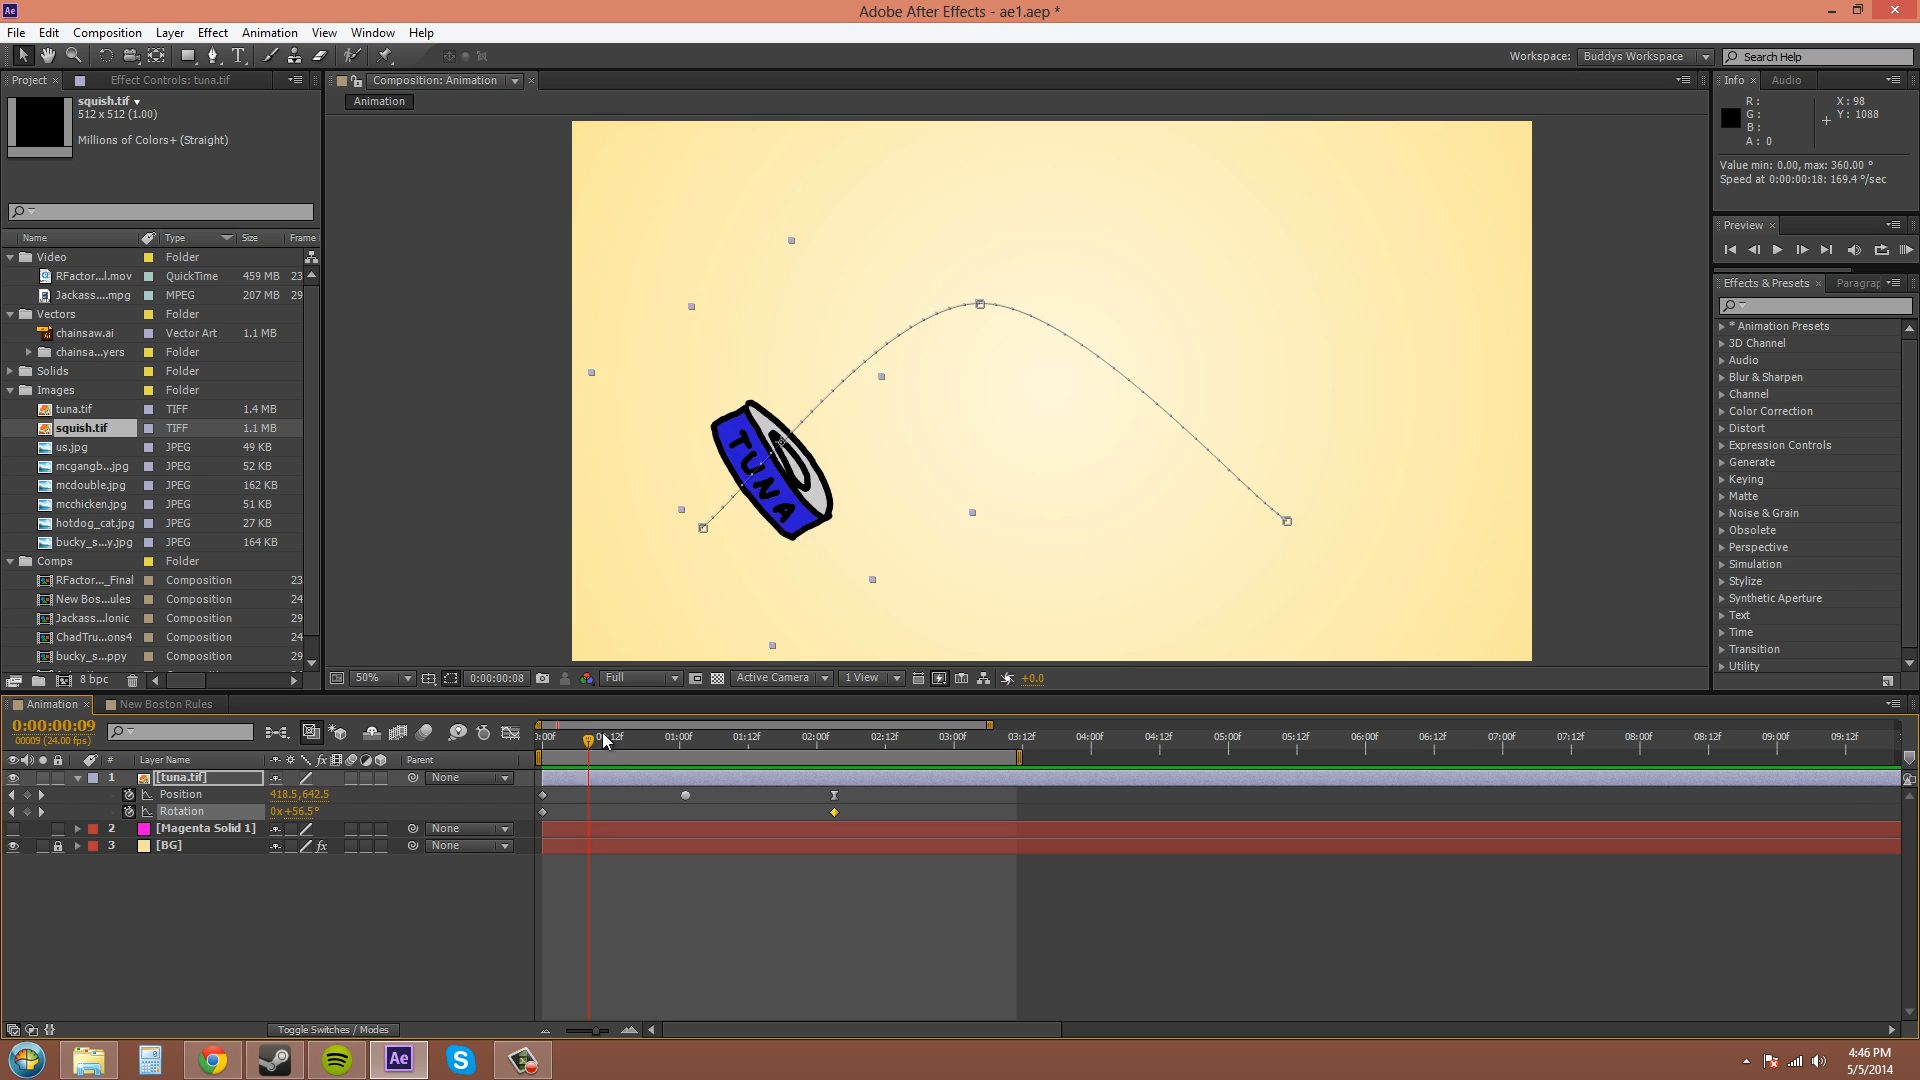 Ae
Adobe After Effects - ae1.aep *
File Edit Composition Layer Effect Animation View Window Help
Workspace: Buddys Workspace
Search Help
Project
Effect Controls: tuna.tif
squish.tif
512 x 512 (1.00)
Millions of Colors+ (Straight)
Name Type Size Frame
Video Folder
RFactor...l.mov QuickTime 459 MB 23
Jackass....mpg MPEG 207 MB 29
Vectors Folder
chainsaw.ai Vector Art 1.1 MB
chainsa...yers Folder
Solids Folder
Images Folder
tuna.tif TIFF 1.4 MB
squish.tif TIFF 1.1 MB
us.jpg JPEG 49 KB
mcgangb...jpg JPEG 52 KB
mcdouble.jpg JPEG 162 KB
mcchicken.jpg JPEG 51 KB
hotdog_cat.jpg JPEG 27 KB
bucky_s...y.jpg JPEG 164 KB
Comps Folder
RFactor..._Final Composition 23
New Bos...ules Composition 24
Jackass...lonic Composition 29
ChadTru...ons4 Composition 24
bucky_s...ppy Composition 29
8 bpc
Composition: Animation
Animation
TUNA
50%
0:00:00:08
Full
Active Camera
1 View
+0.0
Info
Audio
R:
G:
B:
A: 0
X: 98
Y: 1088
Value min: 0.00, max: 360.00 °
Speed at 0:00:00:18: 169.4 °/sec
Preview
Effects & Presets
Paragrap
* Animation Presets
3D Channel
Audio
Blur & Sharpen
Channel
Color Correction
Distort
Expression Controls
Generate
Keying
Matte
Noise & Grain
Obsolete
Perspective
Simulation
Stylize
Synthetic Aperture
Text
Time
Transition
Utility
Animation
New Boston Rules
0:00:00:09
00009 (24.00 fps)
01:00f 01:12f 02:00f 02:12f 03:00f 03:12f 04:00f 04:12f 05:00f 05:12f 06:00f 06:12f 07:00f 07:12f 08:00f 08:12f 09:00f 09:12f
# Layer Name Parent
1 [tuna.tif] None
Position 418.5,642.5
Rotation 0x+56.5°
2 [Magenta Solid 1] None
3 [BG] fx None
Toggle Switches / Modes
Ae
4:46 PM
5/5/2014